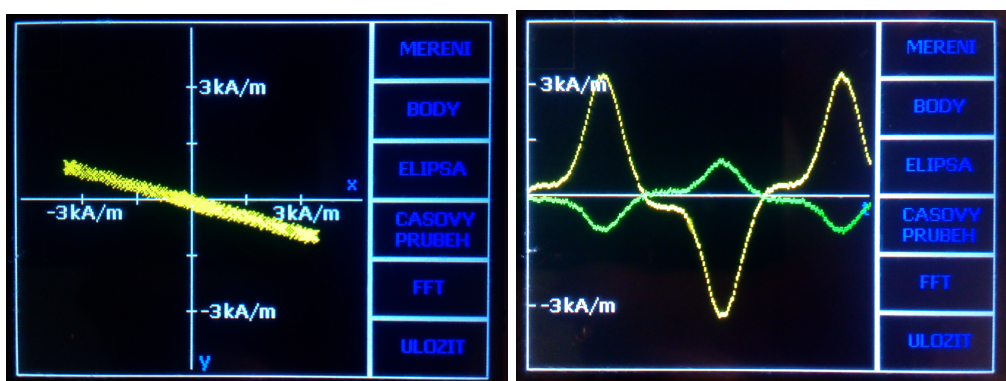 3kA/m
x
-3kA/m
3kA/m
-3kA/m
y
MERENI
BODY
ELIPSA
CASOVY
PRUBEH
FFT
ULOZIT
3kA/m
t
-3kA/m
MERENI
BODY
ELIPSA
CASOVY
PRUBEH
FFT
ULOZIT